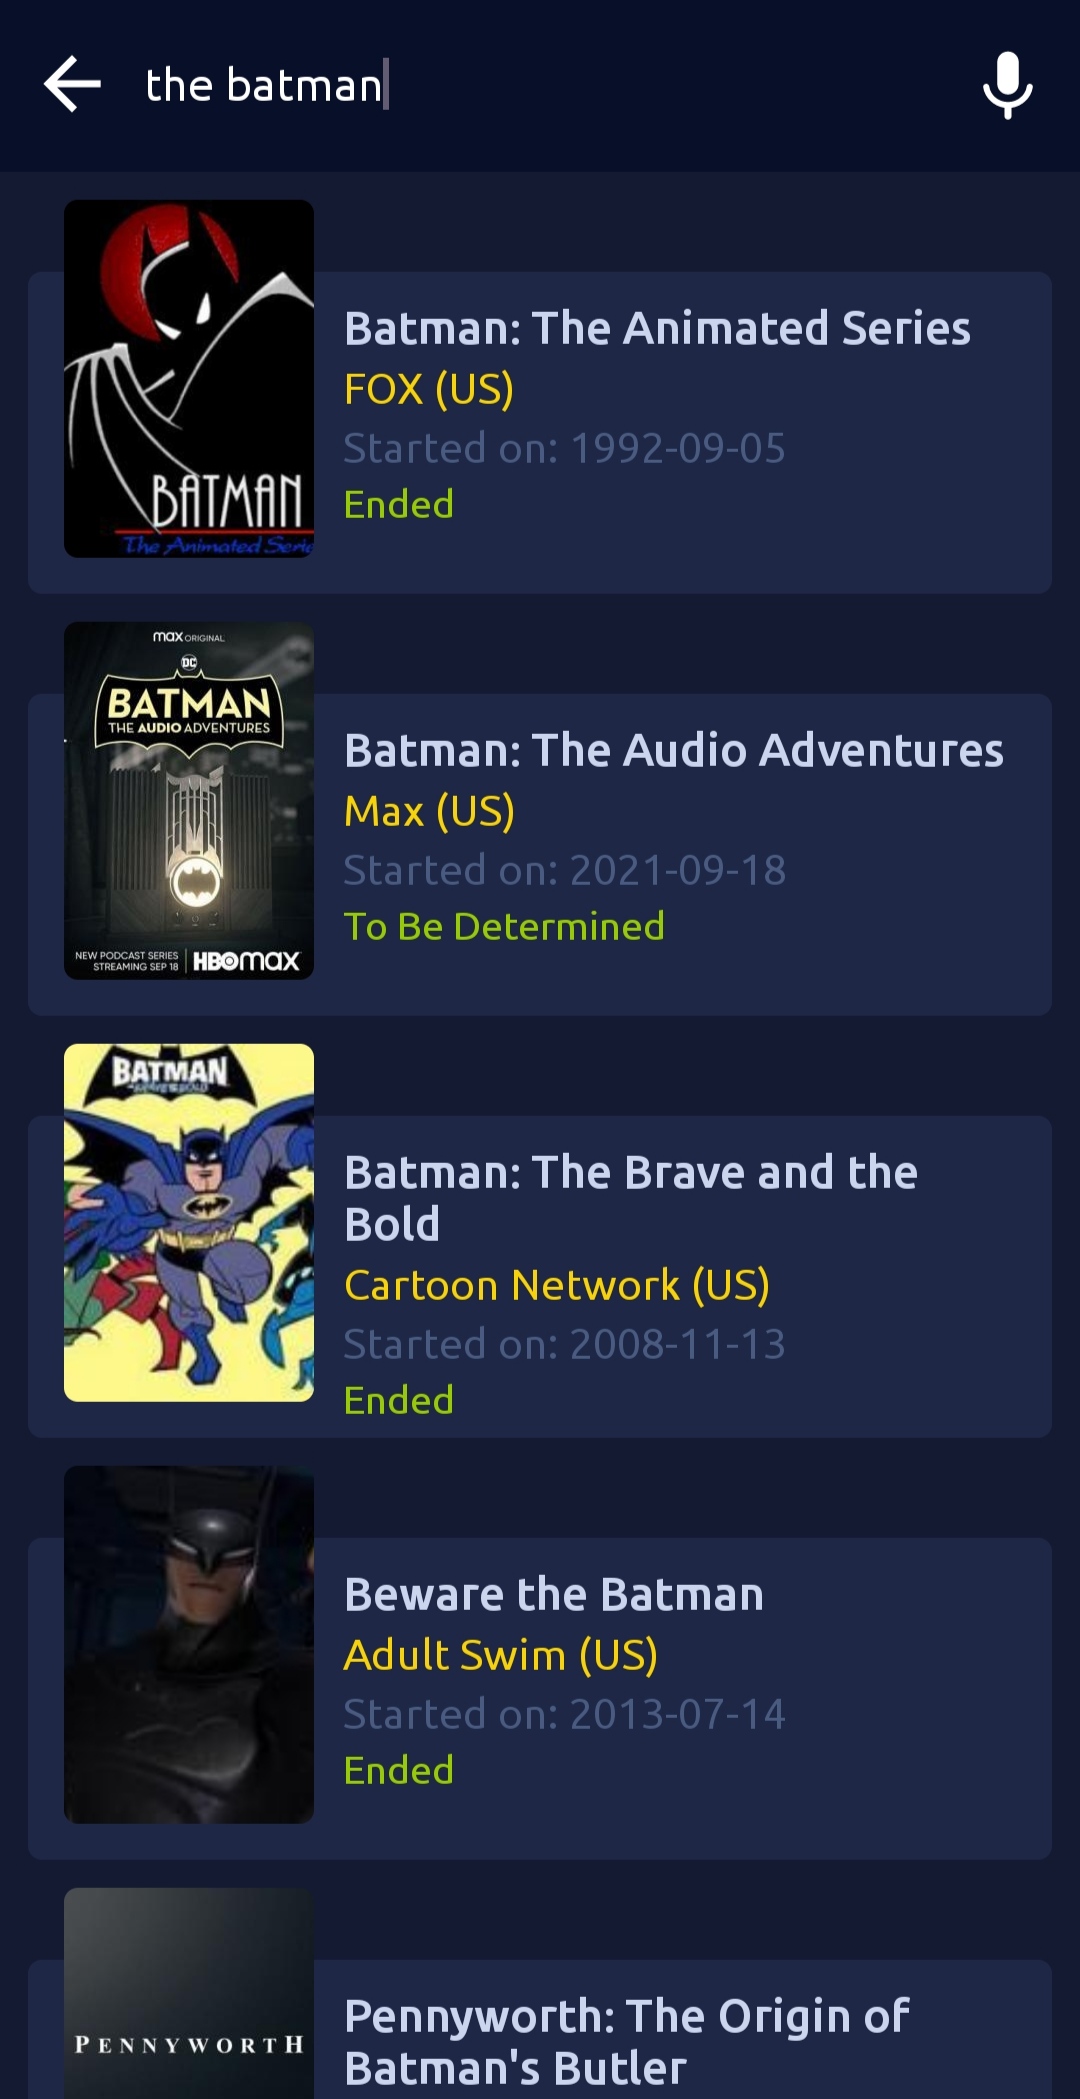 the batman
BATMAN
The Animated Serie
Batman: The Animated Series
FOX (US)
Started on: 1992-09-05
Ended
max ORIGINAL
DC
BATMAN
THE AUDIO ADVENTURES
NEW PODCAST SERIES
STREAMING SEP 18
HBOmax
Batman: The Audio Adventures
Max (US)
Started on: 2021-09-18
To Be Determined
BATMAN
Batman: The Brave and the
Bold
Cartoon Network (US)
Started on: 2008-11-13
Ended
Beware the Batman
Adult Swim (US)
Started on: 2013-07-14
Ended
PENNYWORTH
Pennyworth: The Origin of
Batman's Butler